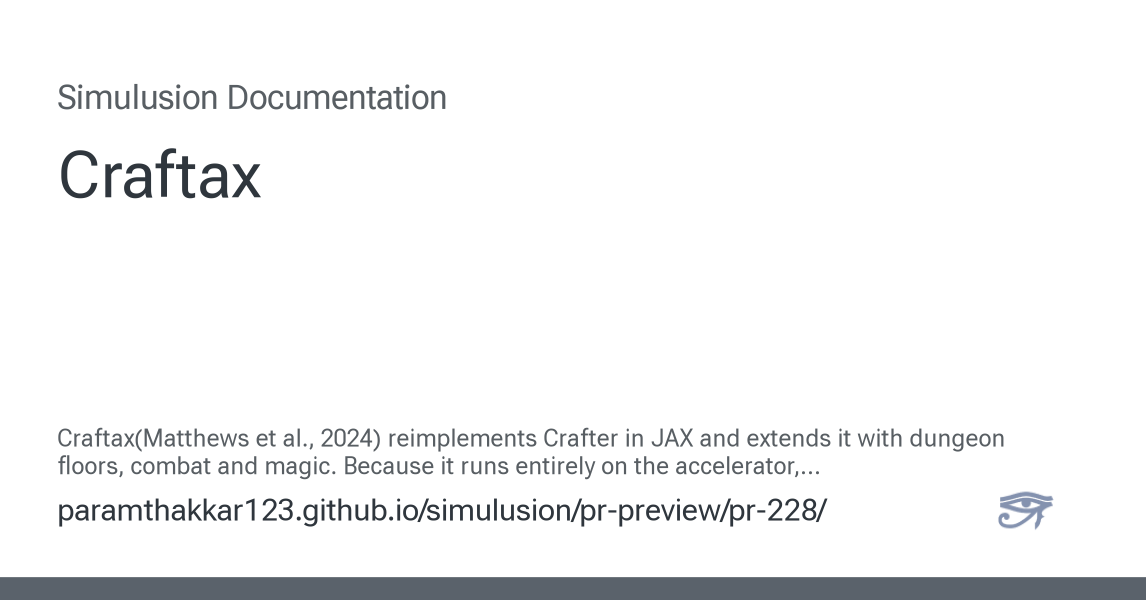 Simulusion Documentation
Craftax
Craftax(Matthews et al., 2024) reimplements Crafter in JAX and extends it with dungeon
floors, combat and magic. Because it runs entirely on the accelerator,...
paramthakkar123.github.io/simulusion/pr-preview/pr-228/